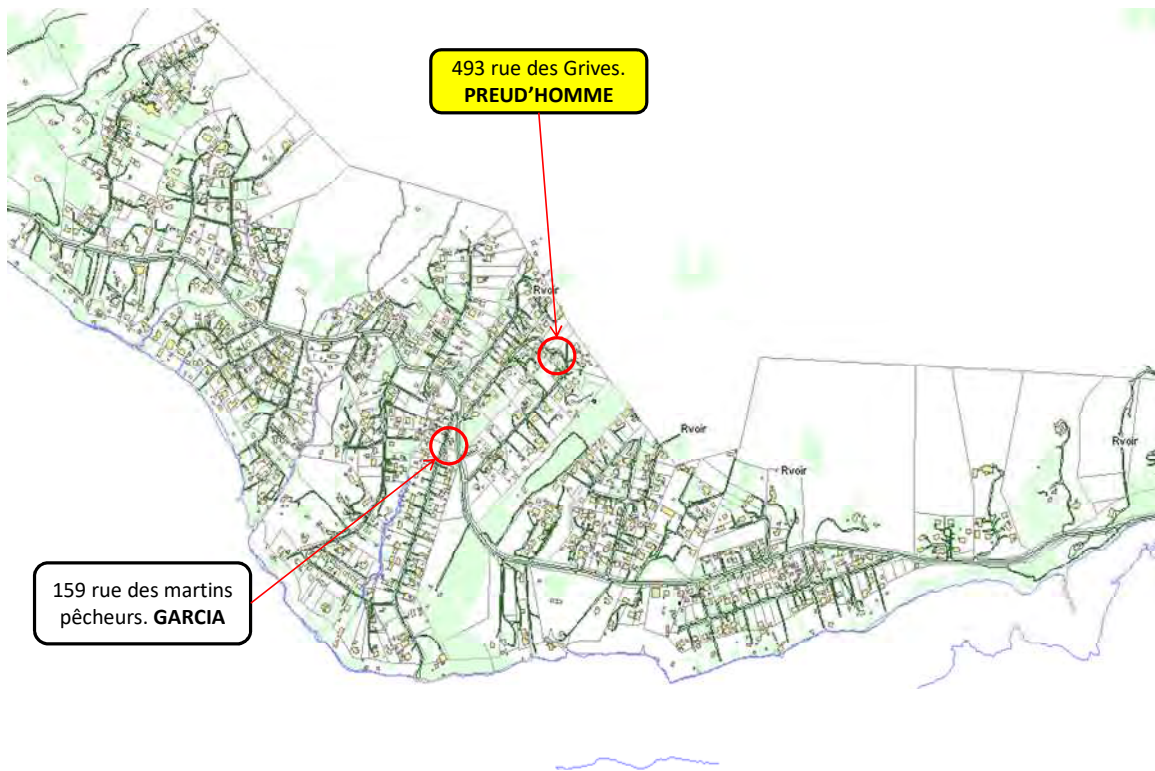 493 rue des Grives.
PREUD'HOMME
Rvoir
Rvoir
Rvoir
Rvoir
S
159 rue des martins
pêcheurs. GARCIA